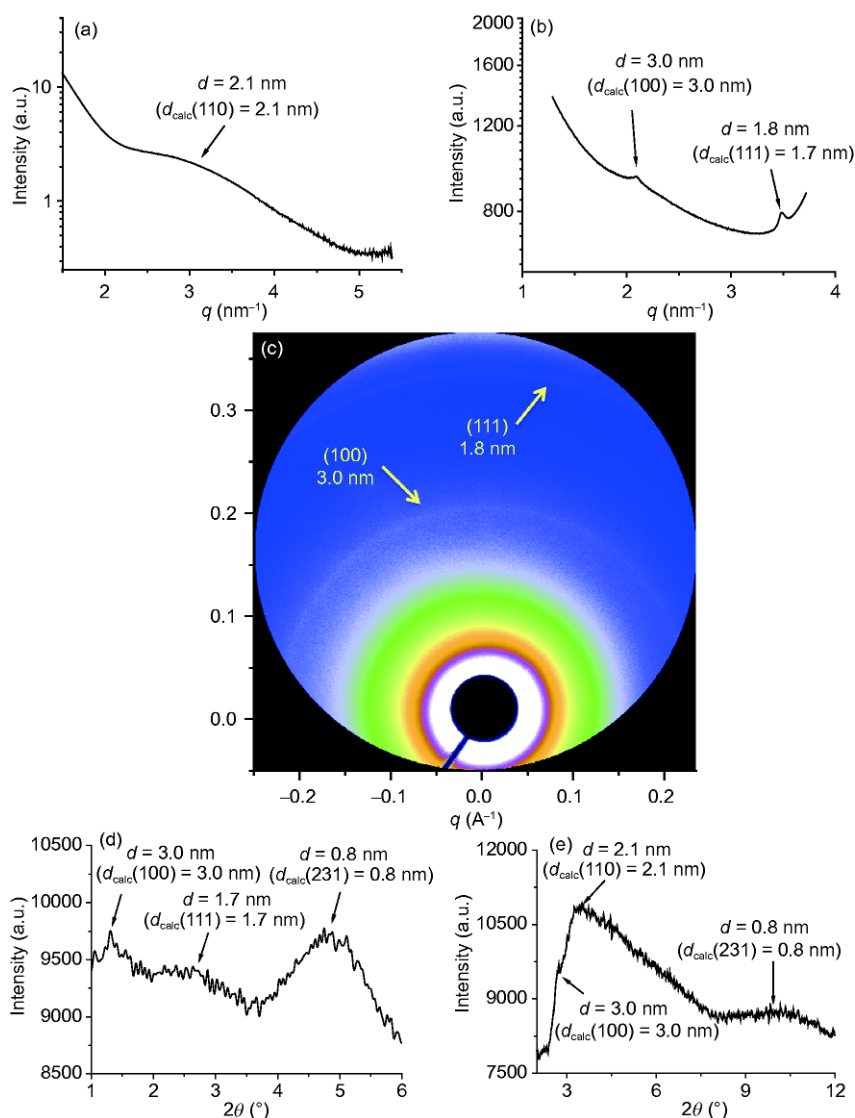 (a)
d = 2.1 nm
(dcalc(110) = 2.1 nm)
10
1
Intensity (a.u.)
2 3 4 5
q (nm⁻¹)
(b)
2000
1600
1200
800
Intensity (a.u.)
d = 3.0 nm
(dcalc(100) = 3.0 nm)
d = 1.8 nm
(dcalc(111) = 1.7 nm)
1 2 3 4
q (nm⁻¹)
(c)
0.3
0.2
0.1
0.0
(111)
1.8 nm
(100)
3.0 nm
−0.2 −0.1 0.0 0.1 0.2
q (A⁻¹)
(d)
10500
10000
9500
9000
8500
Intensity (a.u.)
d = 3.0 nm
(dcalc(100) = 3.0 nm)
d = 1.7 nm
(dcalc(111) = 1.7 nm)
d = 0.8 nm
(dcalc(231) = 0.8 nm)
1 2 3 4 5 6
2θ (°)
(e)
12000
10500
9000
7500
Intensity (a.u.)
d = 2.1 nm
(dcalc(110) = 2.1 nm)
d = 0.8 nm
(dcalc(231) = 0.8 nm)
d = 3.0 nm
(dcalc(100) = 3.0 nm)
3 6 9 12
2θ (°)